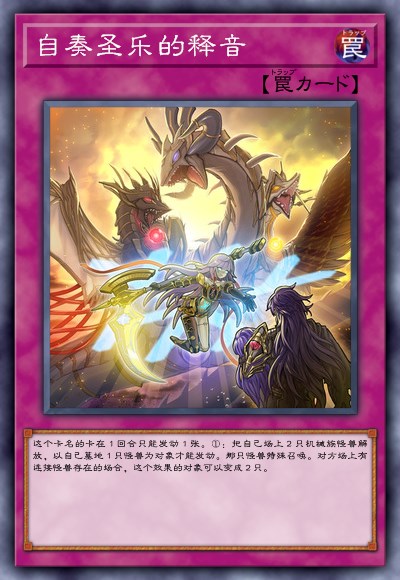 自奏圣乐的释音
罠
トラップ
トラップ
【罠カード】
这个卡名的卡在1回合只能发动1张。①：把自己场上2只机械族怪兽解
放，以自己墓地1只怪兽为对象才能发动。那只怪兽特殊召唤。对方场上有
连接怪兽存在的场合，这个效果的对象可以变成2只。